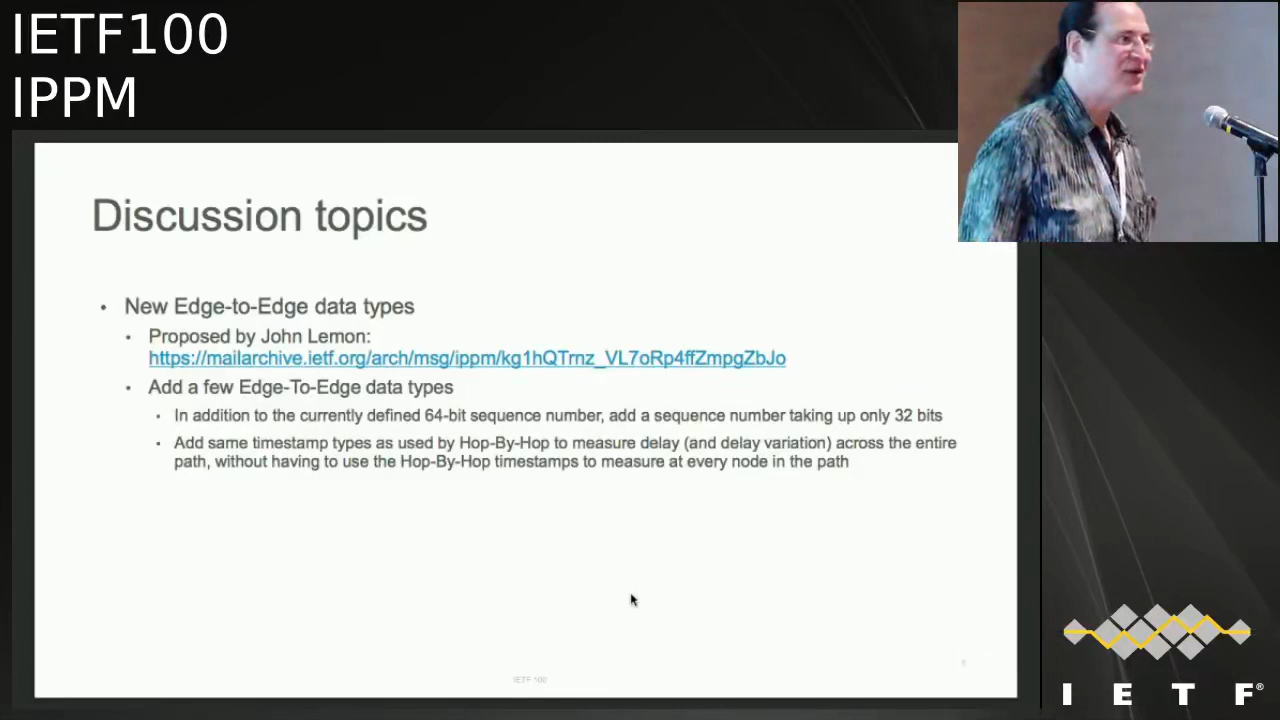 IETF100
IPPM
Discussion topics
• New Edge-to-Edge data types
• Proposed by John Lemon:
https://mailarchive.ietf.org/arch/msg/ippm/kg1hQTrnz_VL7oRp4ffZmpgZbJo
• Add a few Edge-To-Edge data types
• In addition to the currently defined 64-bit sequence number, add a sequence number taking up only 32 bits
• Add same timestamp types as used by Hop-By-Hop to measure delay (and delay variation) across the entire
path, without having to use the Hop-By-Hop timestamps to measure at every node in the path
IETF 100
I E T F®